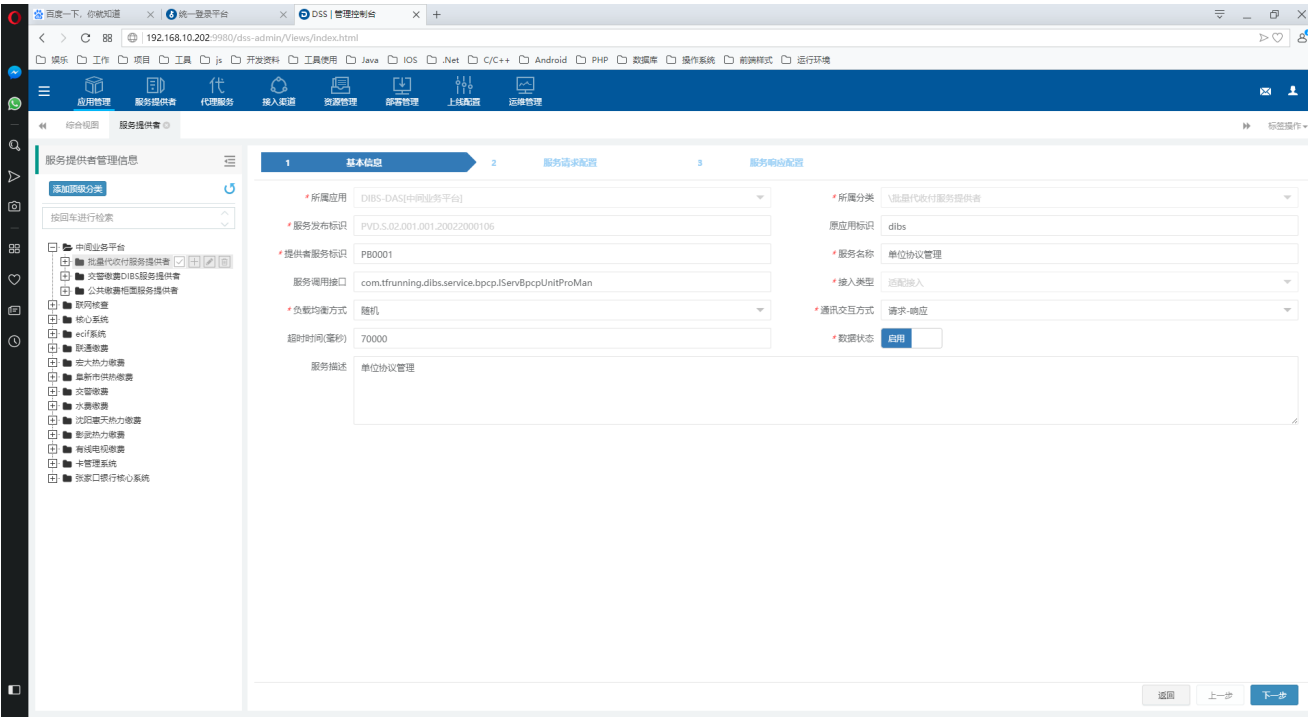 百度一下，你就知道
统一登录平台
DSS | 管理控制台
192.168.10.202:9980/dss-admin/Views/index.html
娱乐 工作 项目 工具 js 开发资料 工具使用 Java IOS .Net C/C++ Android PHP 数据库 操作系统 前端样式 运行环境
应用管理 服务提供者 代理服务 接入渠道 资源管理 部署管理 上线配置 运维管理
综合视图 服务提供者 标签操作
服务提供者管理信息
添加顶级分类
按回车进行检索
中间业务平台
批量代收付服务提供者
交警缴费DIBS服务提供者
公共缴费柜面服务提供者
联网核查
核心系统
ecif系统
联通缴费
宏大热力缴费
阜新市供热缴费
交警缴费
水费缴费
沈阳惠天热力缴费
彰武热力缴费
有线电视缴费
卡管理系统
张家口银行核心系统
1 基本信息 2 服务请求配置 3 服务响应配置
*所属应用 DIBS-DAS[中间业务平台] *所属分类 \批量代收付服务提供者
*服务发布标识 PVD.S.02.001.001.20022000106 原应用标识 dibs
*提供者服务标识 PB0001 *服务名称 单位协议管理
服务调用接口 com.tfrunning.dibs.service.bpcp.IServBpcpUnitProMan *接入类型 适配接入
*负载均衡方式 随机 *通讯交互方式 请求-响应
超时时间(毫秒) 70000 *数据状态 启用
服务描述 单位协议管理
返回 上一步 下一步